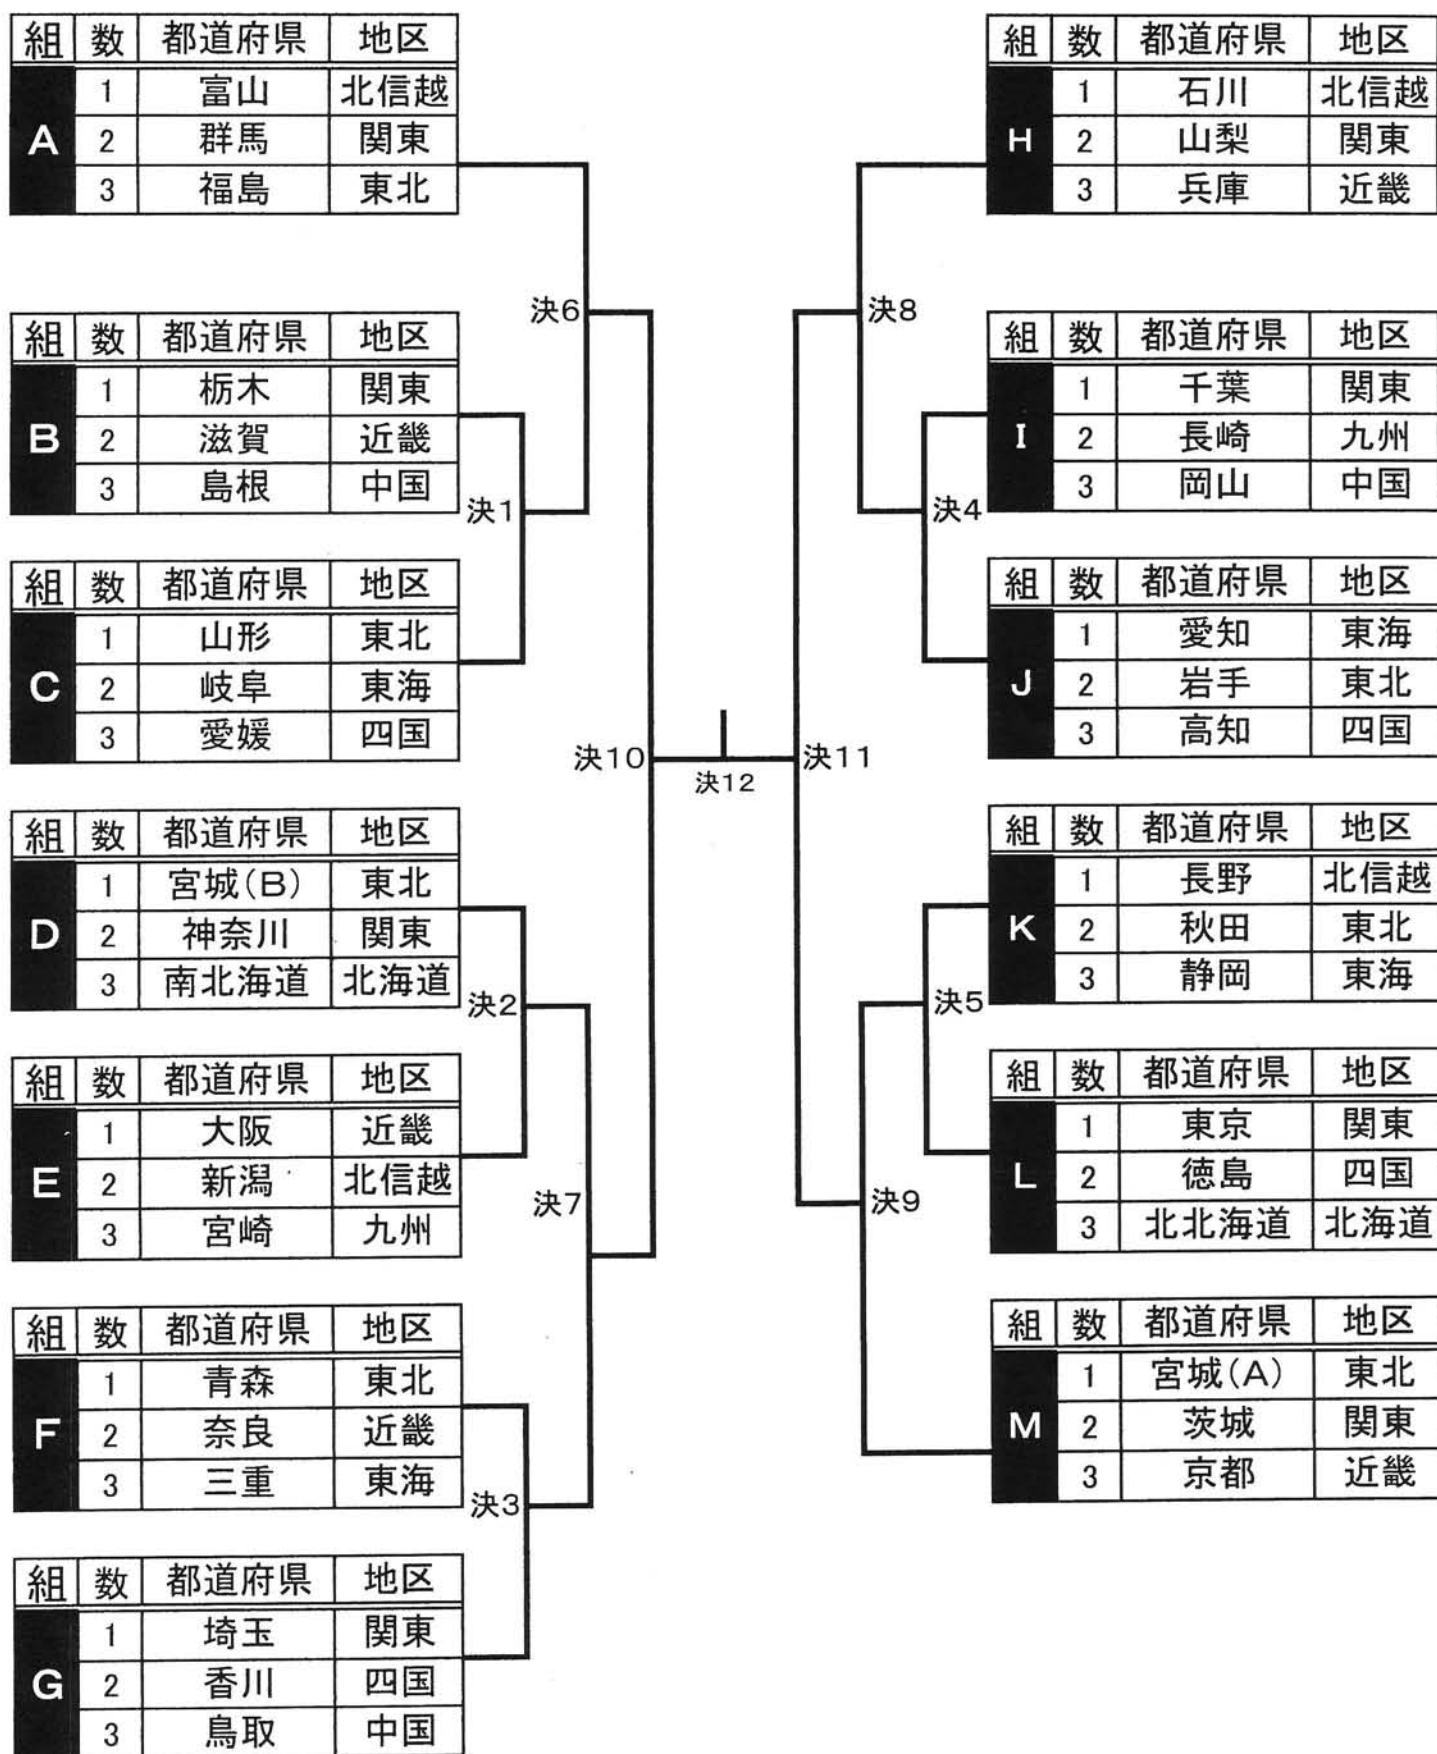 組 数 都道府県 地区
A
1 富山 北信越
2 群馬 関東
3 福島 東北
組 数 都道府県 地区
B
1 栃木 関東
2 滋賀 近畿
3 島根 中国
組 数 都道府県 地区
C
1 山形 東北
2 岐阜 東海
3 愛媛 四国
組 数 都道府県 地区
D
1 宮城(B) 東北
2 神奈川 関東
3 南北海道 北海道
組 数 都道府県 地区
E
1 大阪 近畿
2 新潟 北信越
3 宮崎 九州
組 数 都道府県 地区
F
1 青森 東北
2 奈良 近畿
3 三重 東海
組 数 都道府県 地区
G
1 埼玉 関東
2 香川 四国
3 鳥取 中国
決6
決1
決10
決2
決7
決3
決12
決8
決4
決11
決5
決9
組 数 都道府県 地区
H
1 石川 北信越
2 山梨 関東
3 兵庫 近畿
組 数 都道府県 地区
I
1 千葉 関東
2 長崎 九州
3 岡山 中国
組 数 都道府県 地区
J
1 愛知 東海
2 岩手 東北
3 高知 四国
組 数 都道府県 地区
K
1 長野 北信越
2 秋田 東北
3 静岡 東海
組 数 都道府県 地区
L
1 東京 関東
2 徳島 四国
3 北北海道 北海道
組 数 都道府県 地区
M
1 宮城(A) 東北
2 茨城 関東
3 京都 近畿